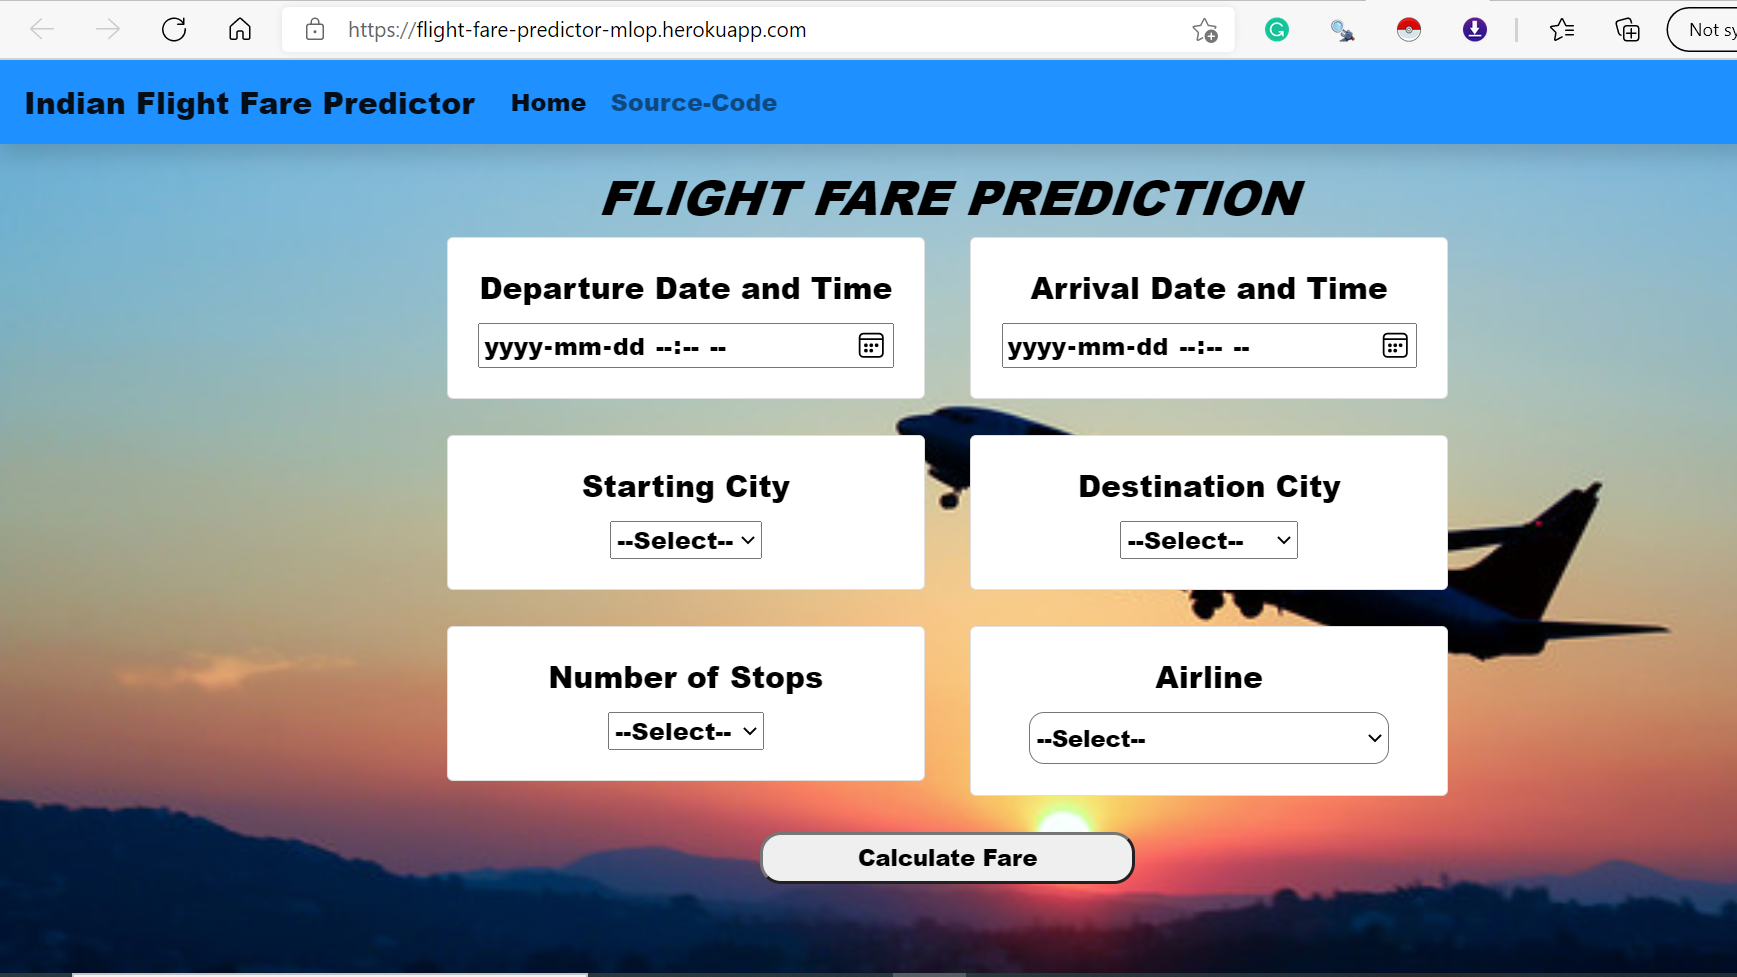 https://flight-fare-predictor-mlop.herokuapp.com
Not sy
Indian Flight Fare Predictor Home Source-Code
FLIGHT FARE PREDICTION
Departure Date and Time
yyyy-mm-dd --:-- --
Arrival Date and Time
yyyy-mm-dd --:-- --
Starting City
--Select--
Destination City
--Select--
Number of Stops
--Select--
Airline
--Select--
Calculate Fare